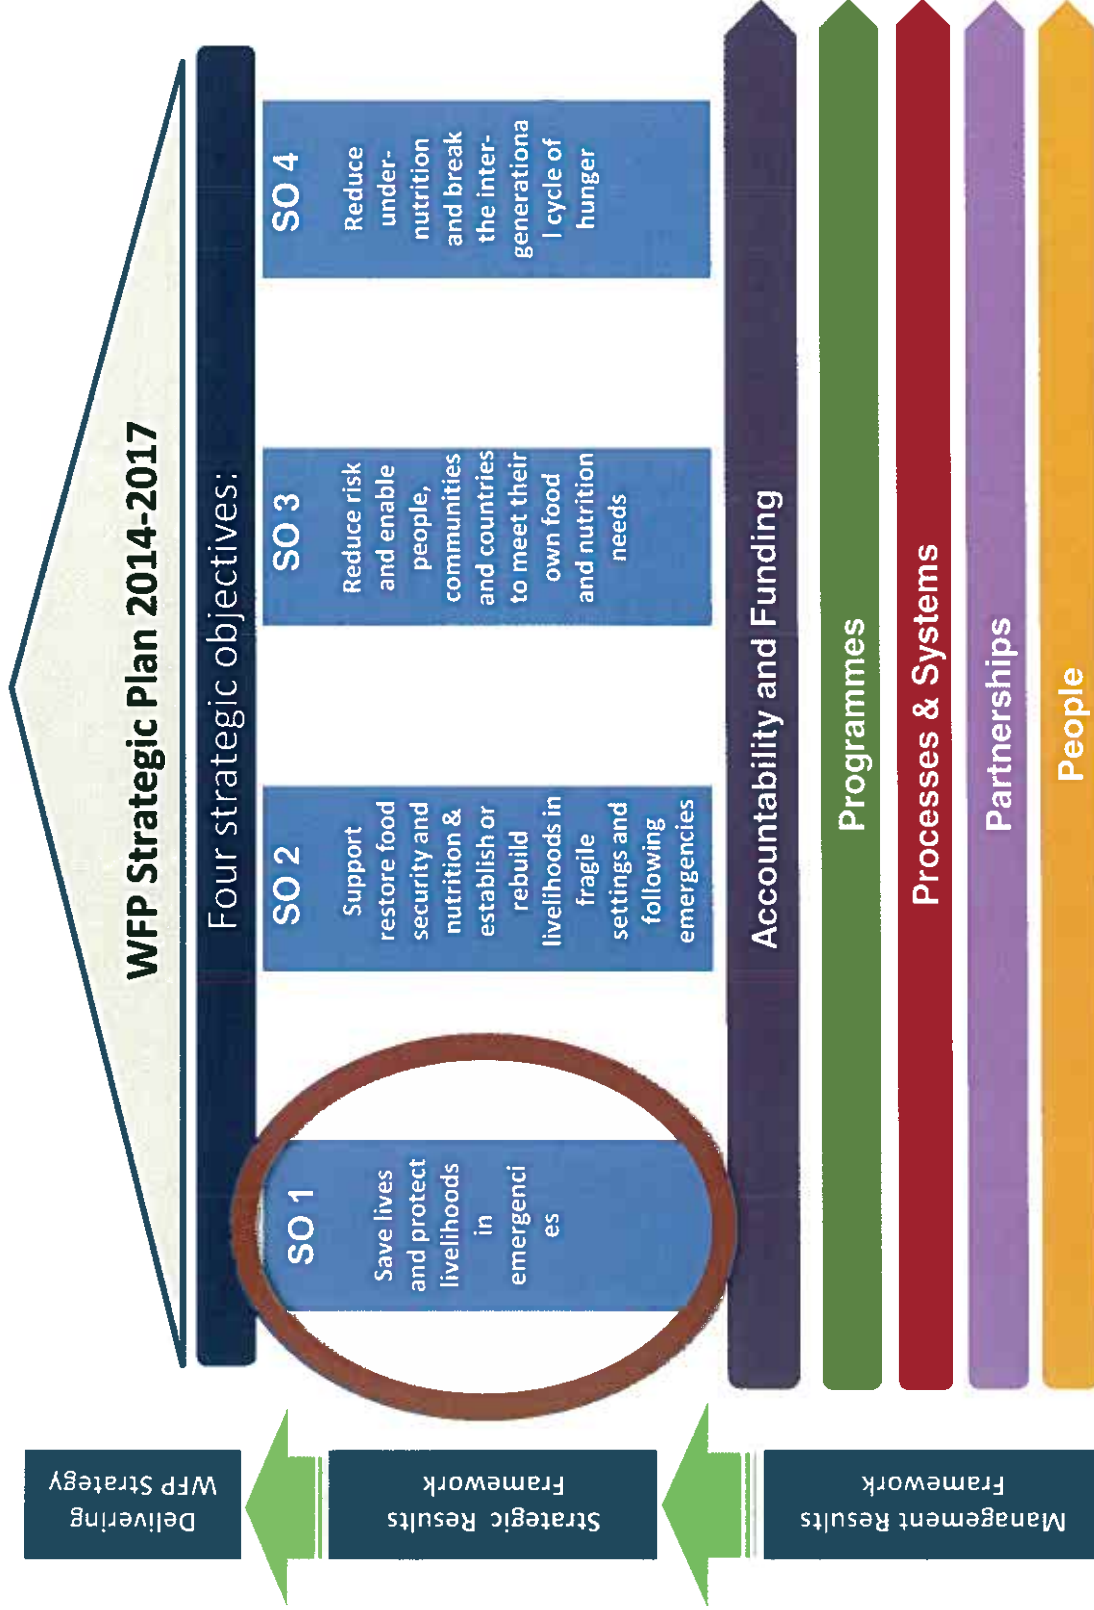 WFP Strategic Plan 2014-2017
Four strategic objectives:
SO 1
Save lives
and protect
livelihoods
in
emergenci
es
SO 2
Support
restore food
security and
nutrition &
establish or
rebuild
livelihoods in
fragile
settings and
following
emergencies
SO 3
Reduce risk
and enable
people,
communities
and countries
to meet their
own food
and nutrition
needs
SO 4
Reduce
under-
nutrition
and break
the inter-
generationa
l cycle of
hunger
Accountability and Funding
Programmes
Processes & Systems
Partnerships
People
Delivering
WFP Strategy
Strategic Results
Framework
Management Results
Framework